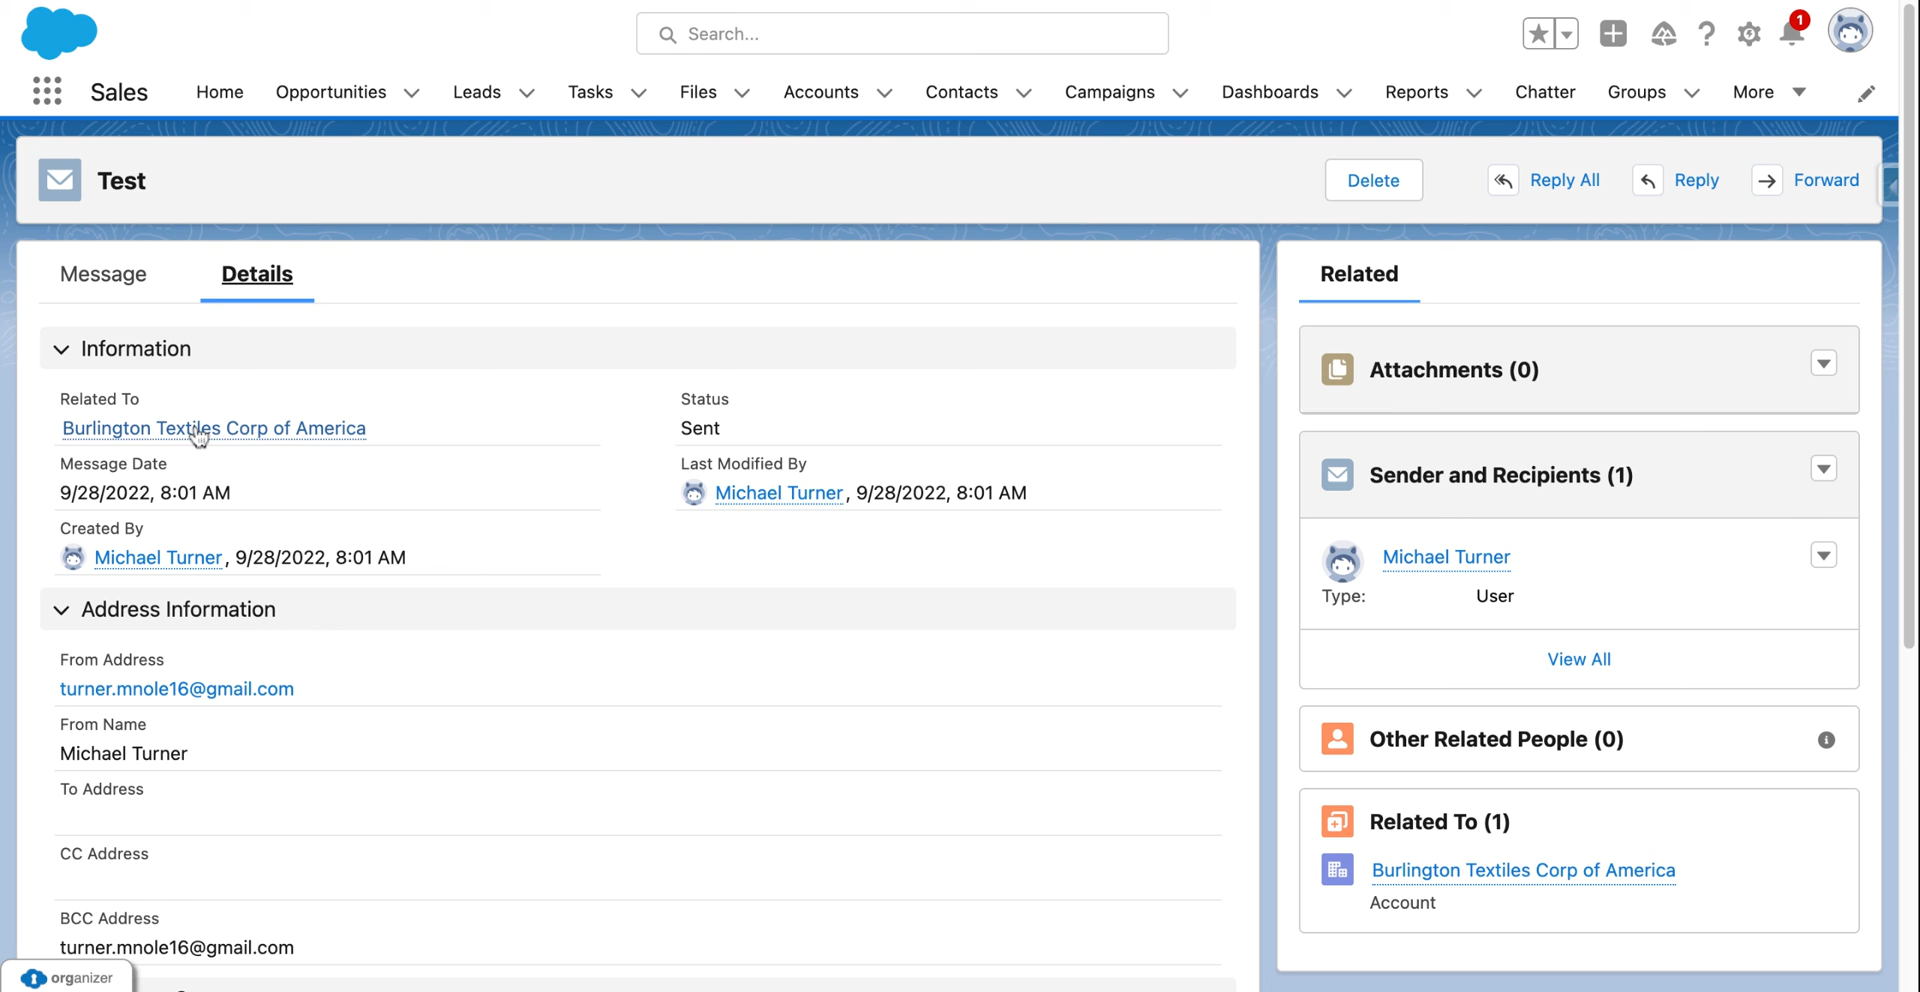 Search...
1
Sales Home Opportunities Leads Tasks Files Accounts Contacts Campaigns Dashboards Reports Chatter Groups More
Test
Delete Reply All Reply Forward
Message Details
Information
Related To
Burlington Textiles Corp of America
Status
Sent
Message Date
9/28/2022, 8:01 AM
Last Modified By
Michael Turner, 9/28/2022, 8:01 AM
Created By
Michael Turner, 9/28/2022, 8:01 AM
Address Information
From Address
turner.mnole16@gmail.com
From Name
Michael Turner
To Address
CC Address
BCC Address
turner.mnole16@gmail.com
organizer
Related
Attachments (0)
Sender and Recipients (1)
Michael Turner
Type: User
View All
Other Related People (0)
Related To (1)
Burlington Textiles Corp of America
Account